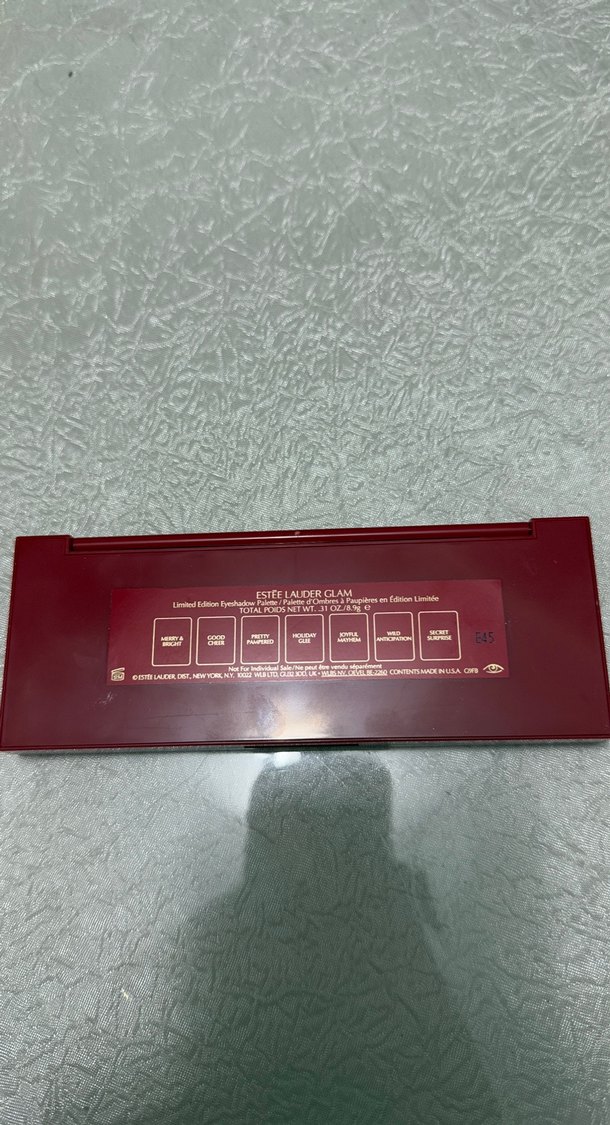 ESTĒE LAUDER GLAM
Limited Edition Eyeshadow Palette / Palette d'Ombres à Paupières en Édition Limitée
TOTAL POIDS NET WT. .31 OZ./8.9g ℮
MERRY & BRIGHT
GOOD CHEER
PRETTY PAMPERED
HOLIDAY GLEE
JOYFUL MAYHEM
WILD ANTICIPATION
SECRET SURPRISE
E45
Not For Individual Sale/Ne peut être vendu séparément
© ESTĒE LAUDER, DIST., NEW YORK, N.Y. 10022 WLB LTD, GU32 3DD, UK • WLBS NV, OEVEL BE-2260 CONTENTS MADE IN U.S.A.